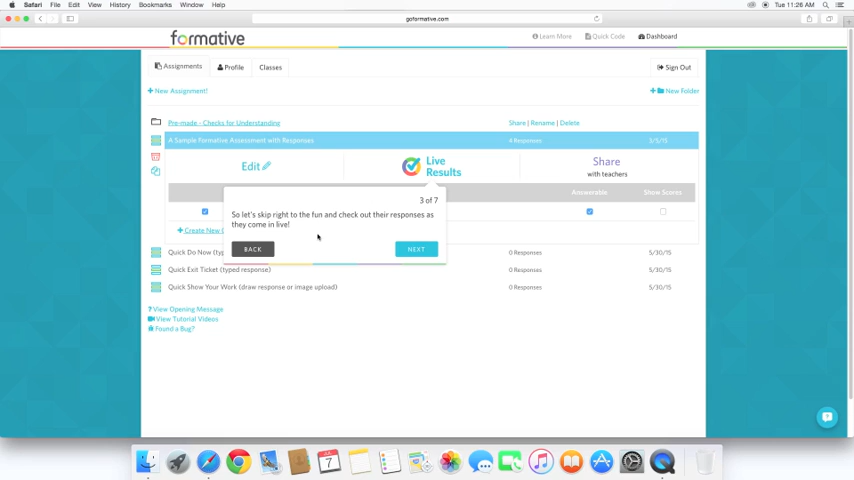 Safari File Edit View History Bookmarks Window Help
Tue 11:26 AM
goformative.com
formative
Learn More Quick Code Dashboard
Assignments Profile Classes Sign Out
+ New Assignment! + New Folder
Pre-made - Checks for Understanding Share | Rename | Delete
A Sample Formative Assessment with Responses 4 Responses 3/5/15
Edit Live Results Share with teachers
Answerable Show Scores
3 of 7
So let's skip right to the fun and check out their responses as
they come in live!
+ Create New
BACK NEXT
Quick Do Now (typ 0 Responses 5/30/15
Quick Exit Ticket (typed response) 0 Responses 5/30/15
Quick Show Your Work (draw response or image upload) 0 Responses 5/30/15
? View Opening Message
View Tutorial Videos
Found a Bug?
7